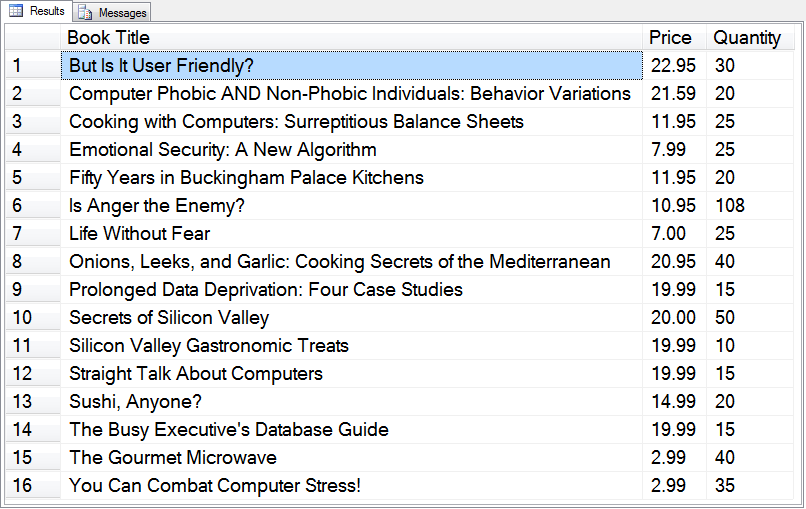 Results Messages
Book Title Price Quantity
1 But Is It User Friendly? 22.95 30
2 Computer Phobic AND Non-Phobic Individuals: Behavior Variations 21.59 20
3 Cooking with Computers: Surreptitious Balance Sheets 11.95 25
4 Emotional Security: A New Algorithm 7.99 25
5 Fifty Years in Buckingham Palace Kitchens 11.95 20
6 Is Anger the Enemy? 10.95 108
7 Life Without Fear 7.00 25
8 Onions, Leeks, and Garlic: Cooking Secrets of the Mediterranean 20.95 40
9 Prolonged Data Deprivation: Four Case Studies 19.99 15
10 Secrets of Silicon Valley 20.00 50
11 Silicon Valley Gastronomic Treats 19.99 10
12 Straight Talk About Computers 19.99 15
13 Sushi, Anyone? 14.99 20
14 The Busy Executive's Database Guide 19.99 15
15 The Gourmet Microwave 2.99 40
16 You Can Combat Computer Stress! 2.99 35